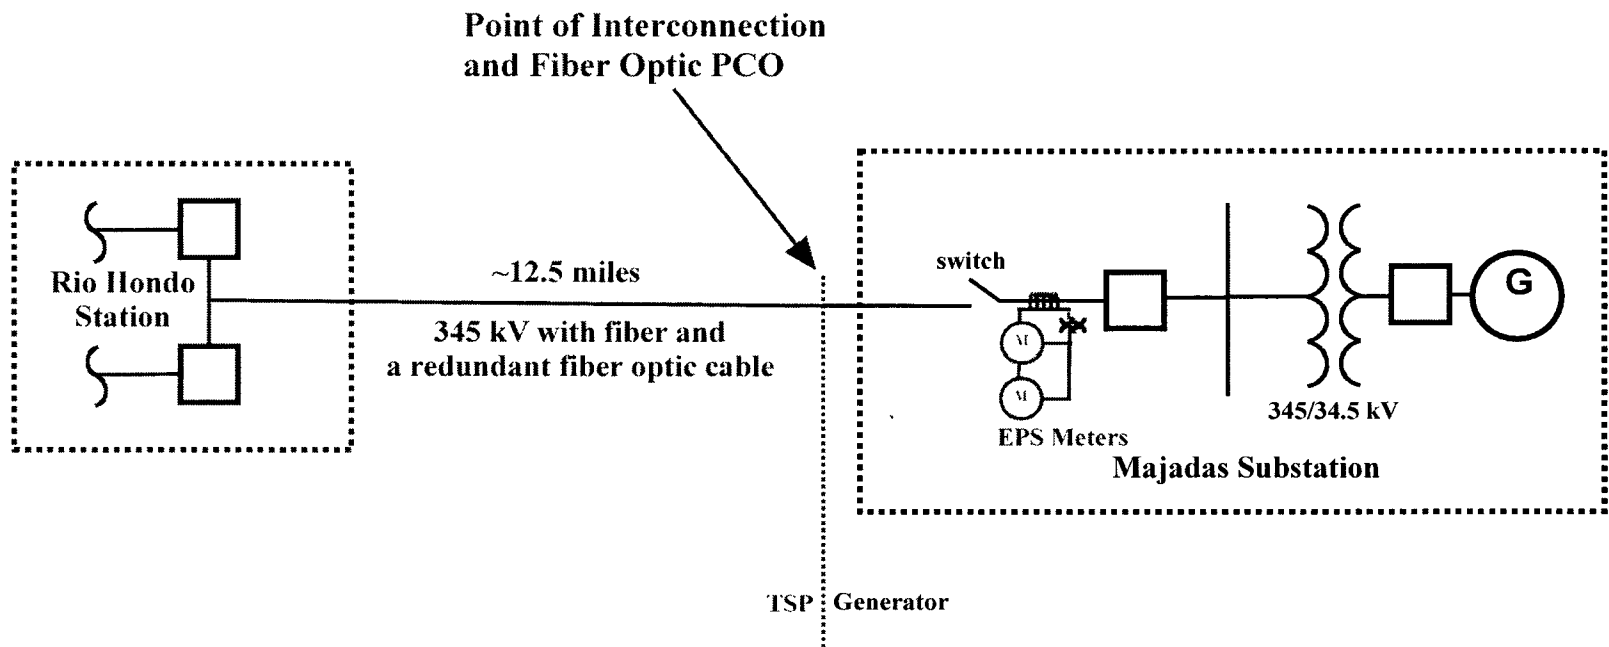 Point of Interconnection
and Fiber Optic PCO
Rio Hondo
Station
~12.5 miles
345 kV with fiber and
a redundant fiber optic cable
switch
M
M
EPS Meters
G
345/34.5 kV
Majadas Substation
TSP
Generator